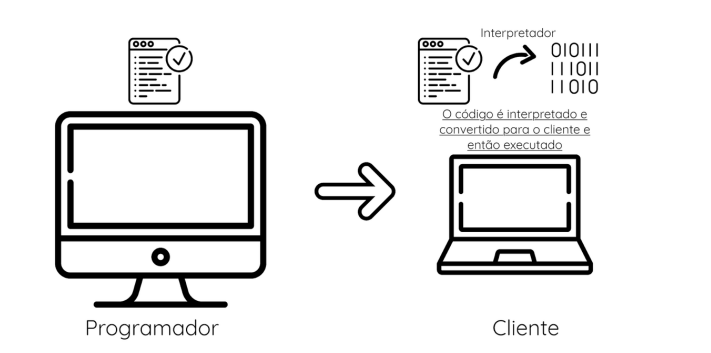 Interpretador
010111
111011
11010
O código é interpretado e
convertido para o cliente e
então executado
Programador
Cliente